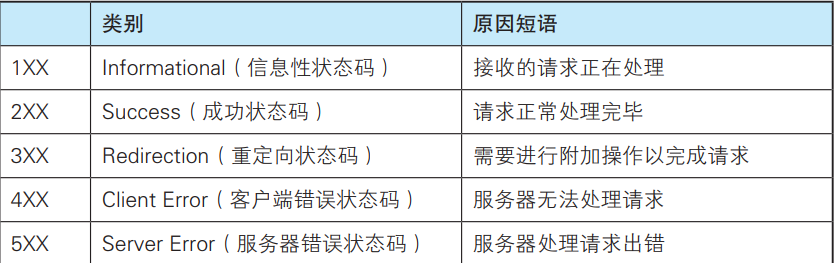 类别 原因短语
1XX Informational（信息性状态码） 接收的请求正在处理
2XX Success（成功状态码） 请求正常处理完毕
3XX Redirection（重定向状态码） 需要进行附加操作以完成请求
4XX Client Error（客户端错误状态码） 服务器无法处理请求
5XX Server Error（服务器错误状态码） 服务器处理请求出错